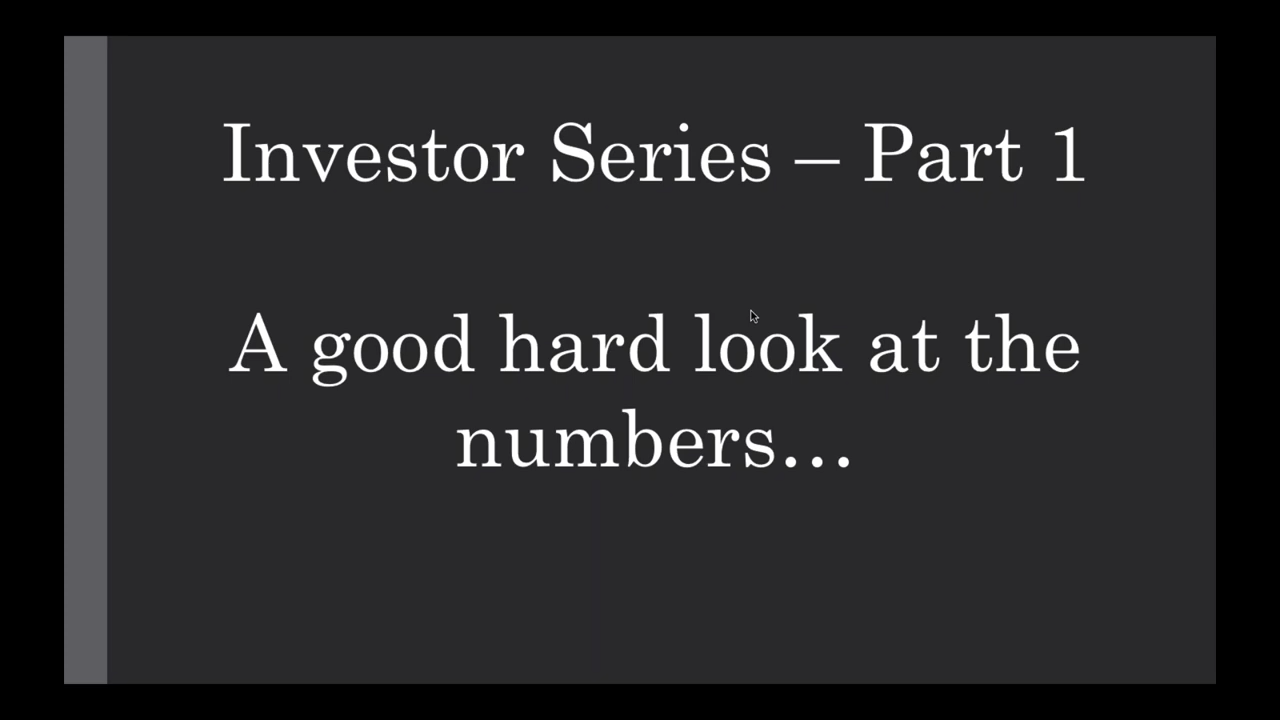 Investor Series – Part 1
A good hard look at the
numbers…